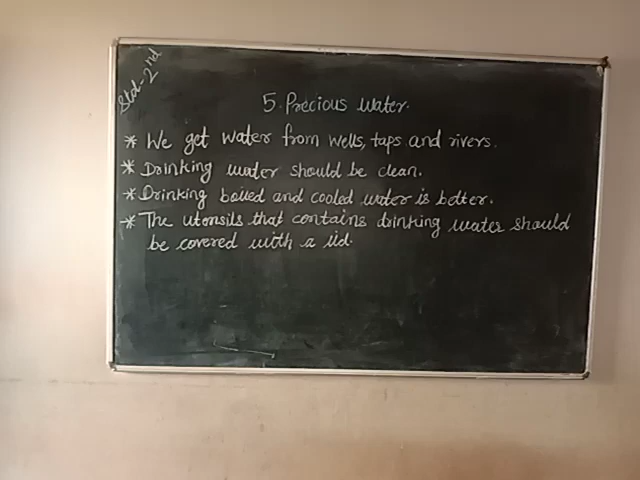 Std-2nd
5. Precious water.
* We get water from wells, taps and rivers.
* Drinking water should be clean.
* Drinking boiled and cooled water is better.
* The utensils that contains drinking water should
be covered with a lid.